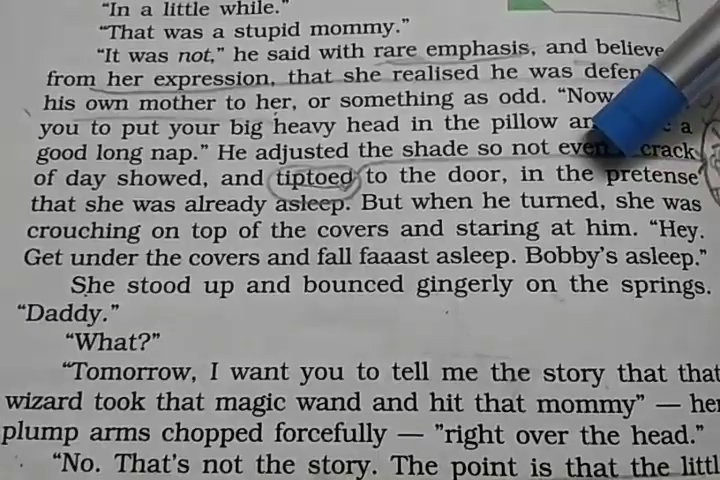 "In a little while."
"That was a stupid mommy."
"It was not," he said with rare emphasis, and believe
from her expression, that she realised he was defen
his own mother to her, or something as odd. "Now
you to put your big heavy head in the pillow an a
good long nap." He adjusted the shade so not even crack
of day showed, and tiptoed to the door, in the pretense
that she was already asleep. But when he turned, she was
crouching on top of the covers and staring at him. "Hey.
Get under the covers and fall faaast asleep. Bobby's asleep."
She stood up and bounced gingerly on the springs.
"Daddy."
"What?"
"Tomorrow, I want you to tell me the story that that
wizard took that magic wand and hit that mommy" — her
plump arms chopped forcefully — "right over the head."
"No. That's not the story. The point is that the littl